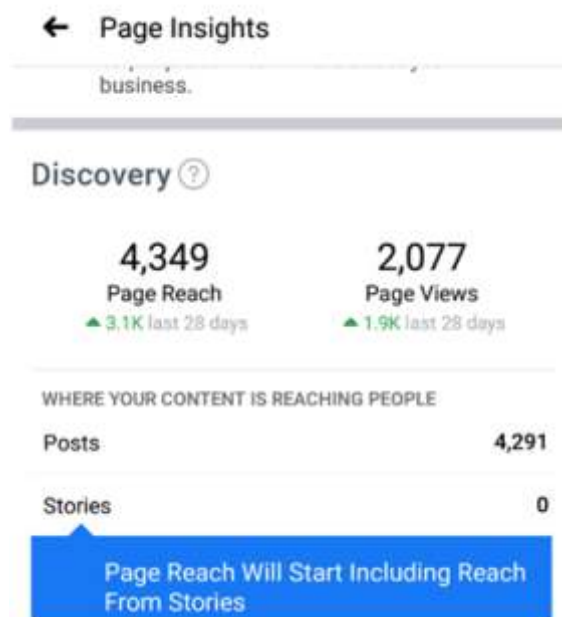 Page Insights
business.
Discovery ?
4,349
Page Reach
3.1K last 28 days
2,077
Page Views
1.9K last 28 days
WHERE YOUR CONTENT IS REACHING PEOPLE
Posts 4,291
Stories 0
Page Reach Will Start Including Reach
From Stories